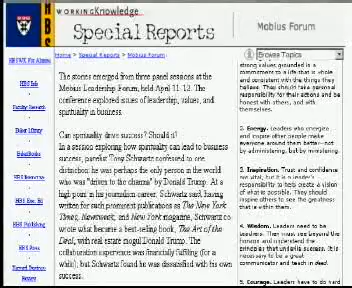 WORKINGKnowledge
Special Reports
Mobius Forum
HBS
Home > Special Reports > Mobius Forum
Browse Topics
HBSWK For Alumni
HBS Jobs
Faculty Research
Baker Library
HBS Publishing
HBS Press
The stories emerged from three panel sessions at the
Mobius Leadership Forum, held April 11-12. The
conference explored issues of leadership, values, and
spirituality in business.
Can spirituality drive success? Should it?
In a session exploring how spirituality can lead to business
success, panelist Tony Schwartz confessed to one
distinction: he was perhaps the only person in the world
who was "driven to the dharma" by Donald Trump. At a
high point in his journalism career, Schwartz said, having
written for such prominent publications as The New York
Times, Newsweek, and New York magazine, Schwartz co-
wrote what became a best-selling book, The Art of the
Deal, with real estate mogul Donald Trump. The
collaboration experience was financially fulfilling (for a
while), but Schwartz found he was dissatisfied with his own
success.
strong values grounded in a
commitment to a life that is whole
and consistent with the things they
believe. They should take personal
responsibility for their actions and be
honest with others, and with
themselves.
2. Energy. Leaders who energize
and inspire other people make
everyone around them better—not
by administering, but by ministering.
3. Inspiration. Trust and confidence
are vital, but it is a leader's
responsibility to help create a vision
of what is possible. They should
inspire others to see the greatness
that is within them.
4. Wisdom. Leaders need to be
teachers. They must see beyond the
horizon and understand the
principles that underlie success. It is
necessary to be a great
communicator and teach in deed.
5. Courage. Leaders have to do hard